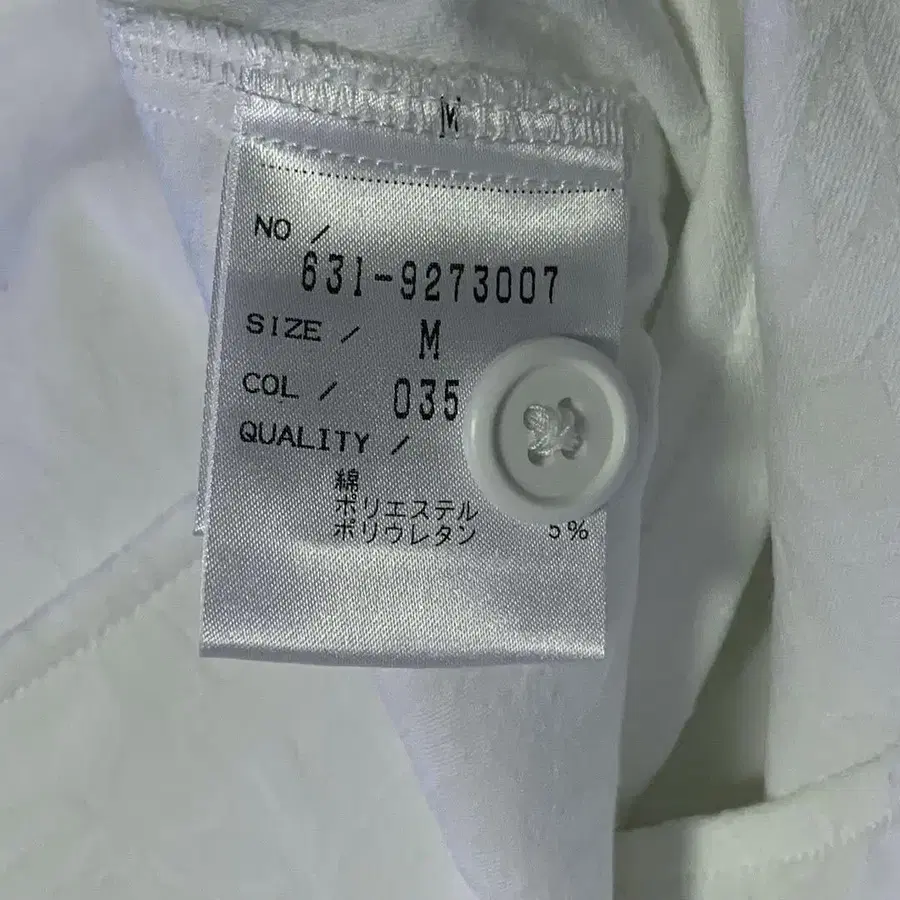 M
NO /
631-9273007
SIZE / M
COL / 035
QUALITY /
綿
ポリエステル
ポリウレタン 5%